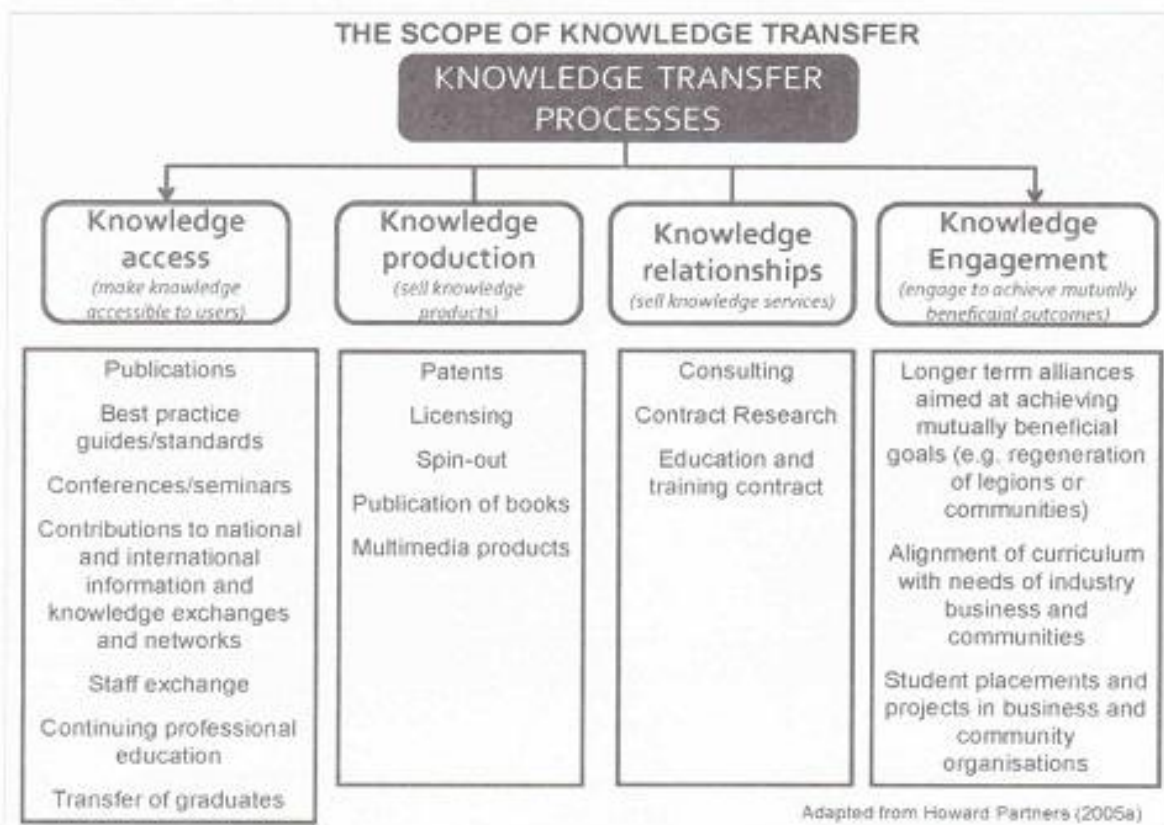 THE SCOPE OF KNOWLEDGE TRANSFER
KNOWLEDGE TRANSFER
PROCESSES
Knowledge
access
(make knowledge
accessible to users)
Knowledge
production
(sell knowledge
products)
Knowledge
relationships
(sell knowledge services)
Knowledge
Engagement
(engage to achieve mutually
beneficaial outcomes)
Publications
Best practice
guides/standards
Conferences/seminars
Contributions to national
and international
information and
knowledge exchanges
and networks
Staff exchange
Continuing professional
education
Transfer of graduates
Patents
Licensing
Spin-out
Publication of books
Multimedia products
Consulting
Contract Research
Education and
training contract
Longer term alliances
aimed at achieving
mutually beneficial
goals (e.g. regeneration
of legions or
communities)
Alignment of curriculum
with needs of industry
business and
communities
Student placements and
projects in business and
community
organisations
Adapted from Howard Partners (2005a)